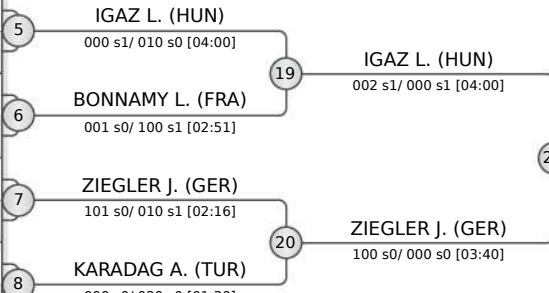 IGAZ L. (HUN)
5
000 s1/ 010 s0 [04:00]
19
IGAZ L. (HUN)
002 s1/ 000 s1 [04:00]
BONNAMY L. (FRA)
6
001 s0/ 100 s1 [02:51]
ZIEGLER J. (GER)
7
101 s0/ 010 s1 [02:16]
20
ZIEGLER J. (GER)
100 s0/ 000 s0 [03:40]
KARADAG A. (TUR)
8